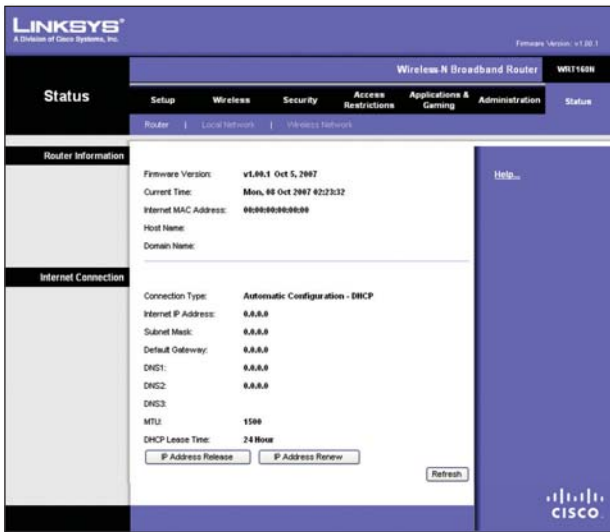 LINKSYS®
A Division of Cisco Systems, Inc.
Firmware Version: v1.00.1
Wireless-N Broadband Router WRT160N
Status
Setup Wireless Security Access Restrictions Applications & Gaming Administration Status
Router | Local Network | Wireless Network
Router Information
Firmware Version: v1.00.1 Oct 5, 2007
Current Time: Mon, 08 Oct 2007 02:23:32
Internet MAC Address: 00:00:00:00:00:00
Host Name:
Domain Name:
Help...
Internet Connection
Connection Type: Automatic Configuration - DHCP
Internet IP Address: 0.0.0.0
Subnet Mask: 0.0.0.0
Default Gateway: 0.0.0.0
DNS1: 0.0.0.0
DNS2: 0.0.0.0
DNS3:
MTU: 1500
DHCP Lease Time: 24 Hour
IP Address Release IP Address Renew
Refresh
CISCO